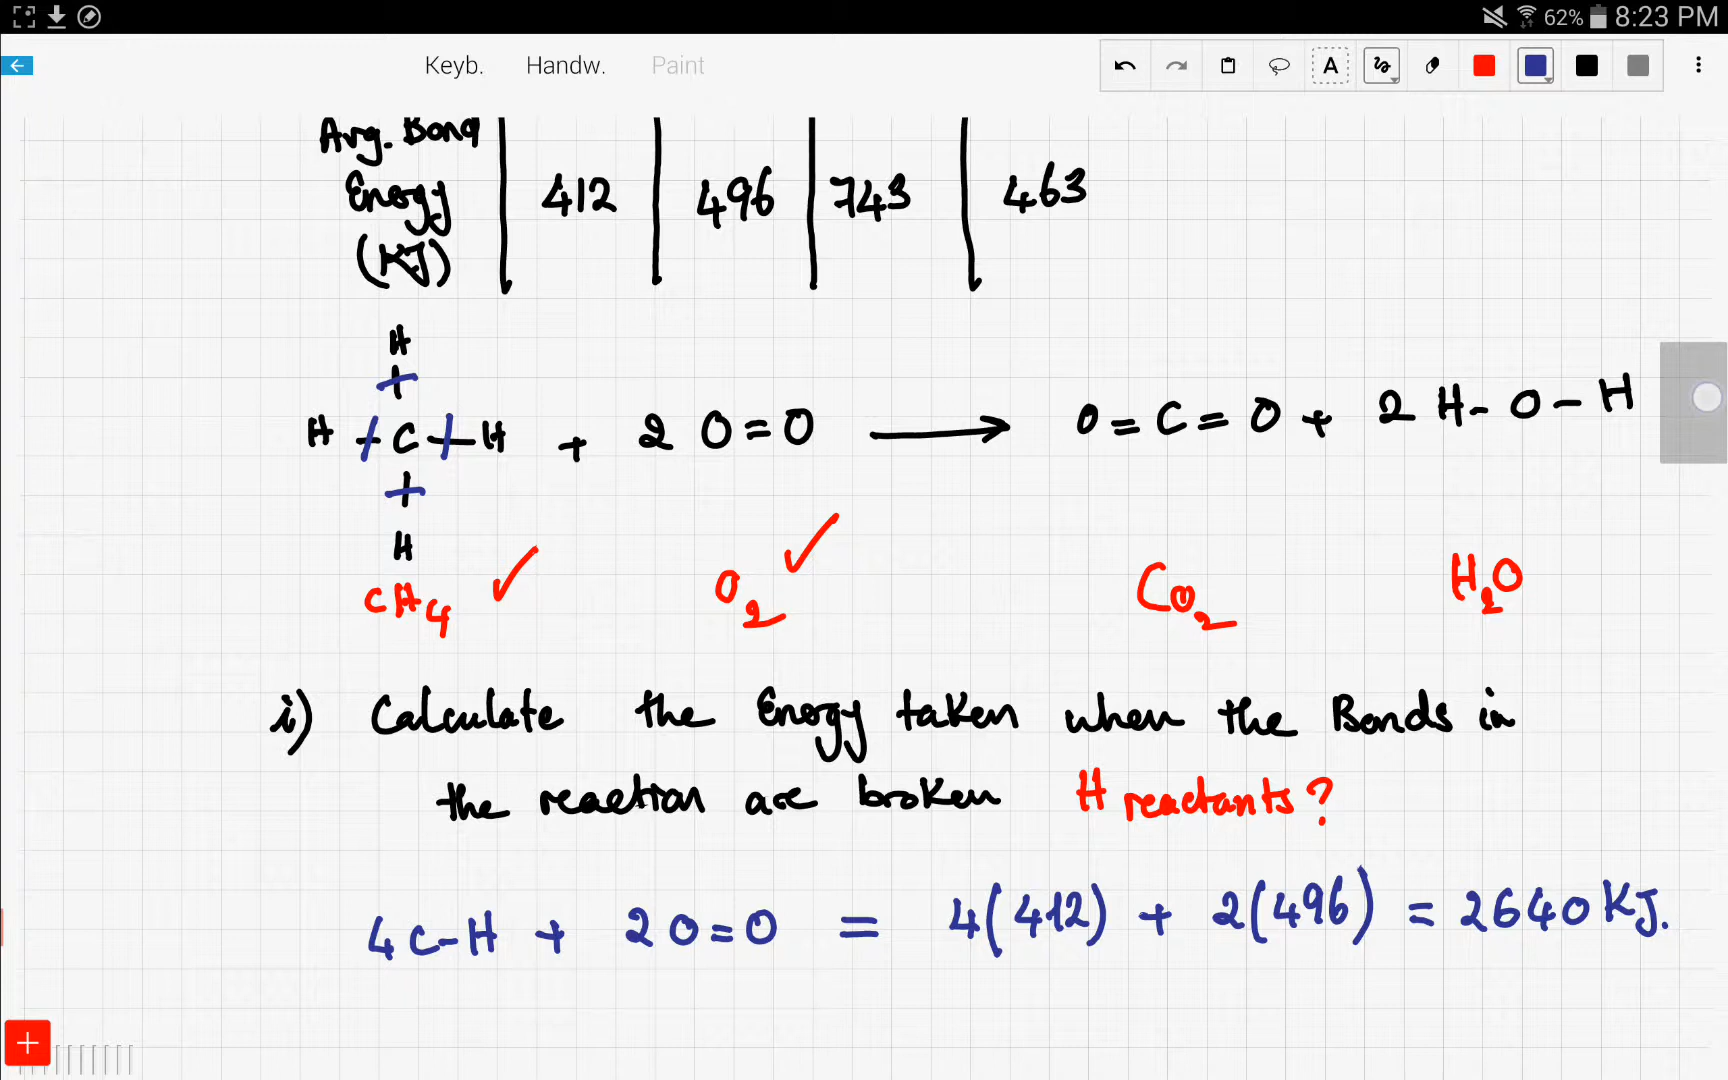 62% 8:23 PM
Keyb. Handw. Paint A
Avg. Bond
Energy 412 496 743 463
(KJ)
H
H - C - H + 2 O = O → O = C = O + 2 H - O - H
H
CH4 ✓ O2 ✓ CO2 H2O
i) Calculate the Energy taken when the Bonds in
the reaction are broken H reactants?
4 C-H + 2 O=O = 4(412) + 2(496) = 2640 KJ.